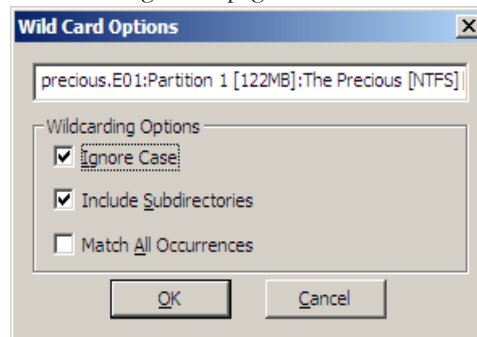 Wild Card Options
precious.E01:Partition 1 [122MB]:The Precious [NTFS]
Wildcarding Options
Ignore Case
Include Subdirectories
Match All Occurrences
OK Cancel